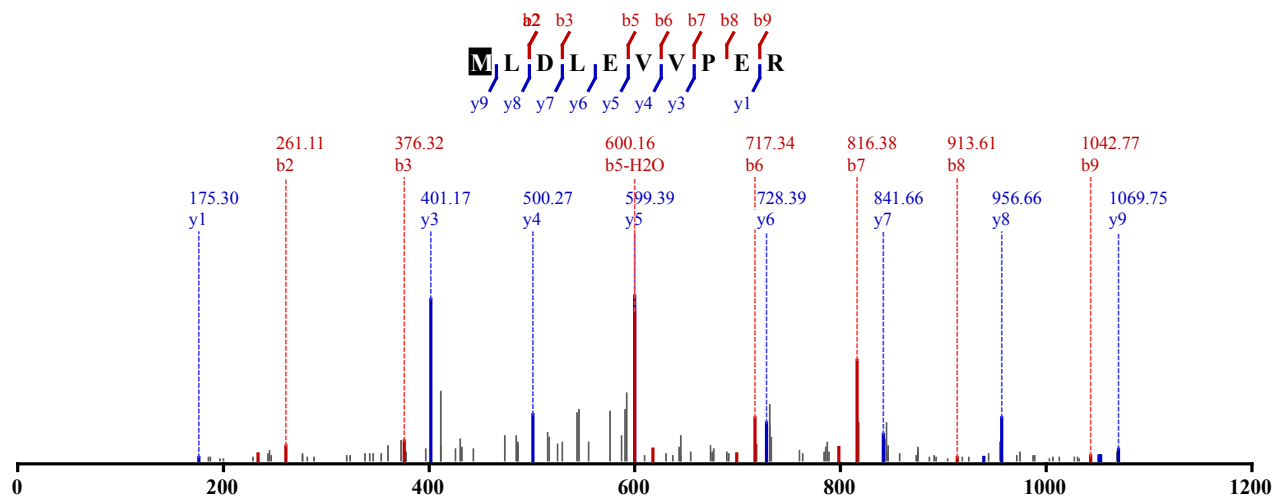 a2 b2 b3 b5 b6 b7 b8 b9
M L D L E V V P E R
y9 y8 y7 y6 y5 y4 y3 y1
261.11 376.32 600.16 717.34 816.38 913.61 1042.77
b2 b3 b5-H2O b6 b7 b8 b9
175.30 401.17 500.27 599.39 728.39 841.66 956.66 1069.75
y1 y3 y4 y5 y6 y7 y8 y9
0 200 400 600 800 1000 1200